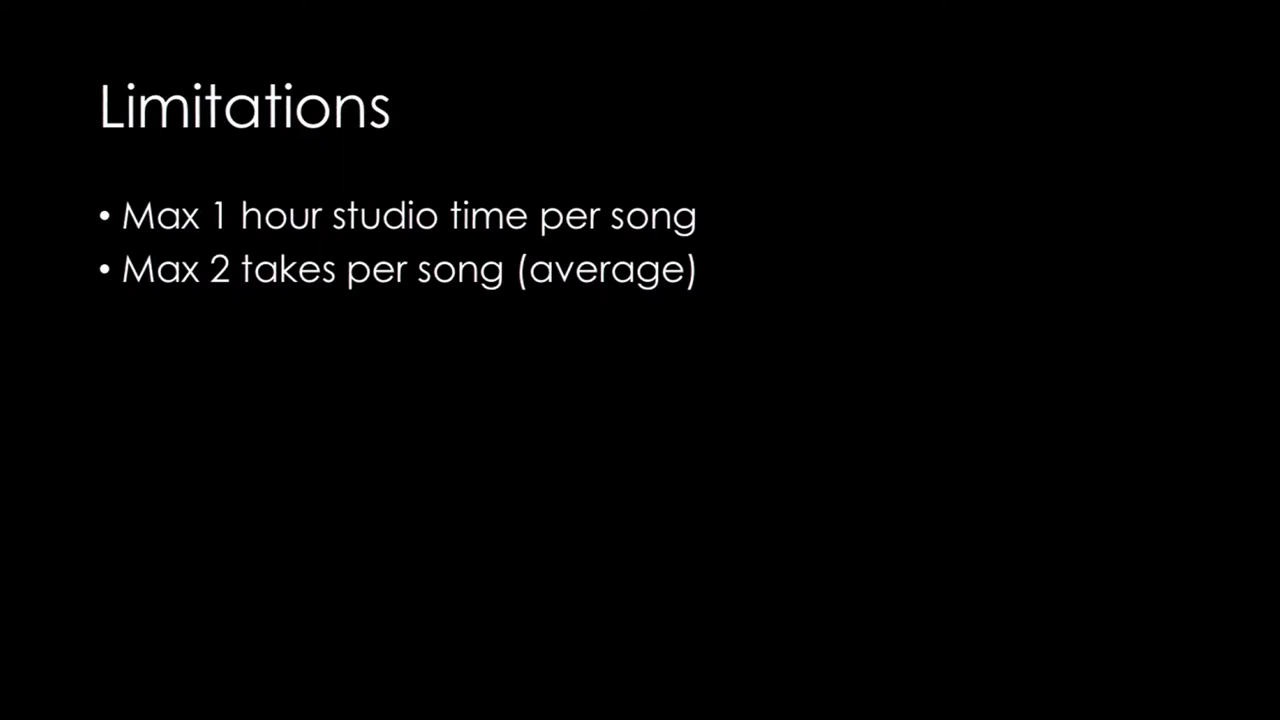 Limitations
• Max 1 hour studio time per song
• Max 2 takes per song (average)